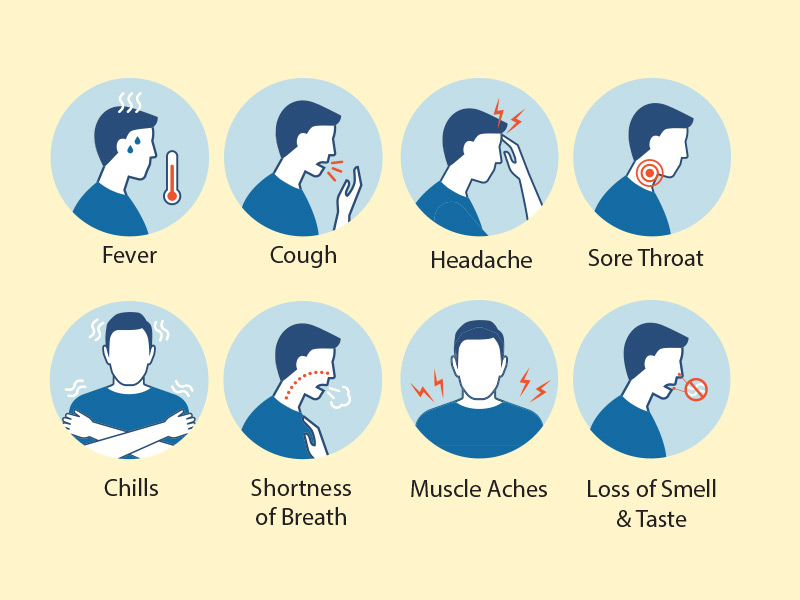 Fever
Cough
Headache
Sore Throat
Chills
Shortness
of Breath
Muscle Aches
Loss of Smell
& Taste